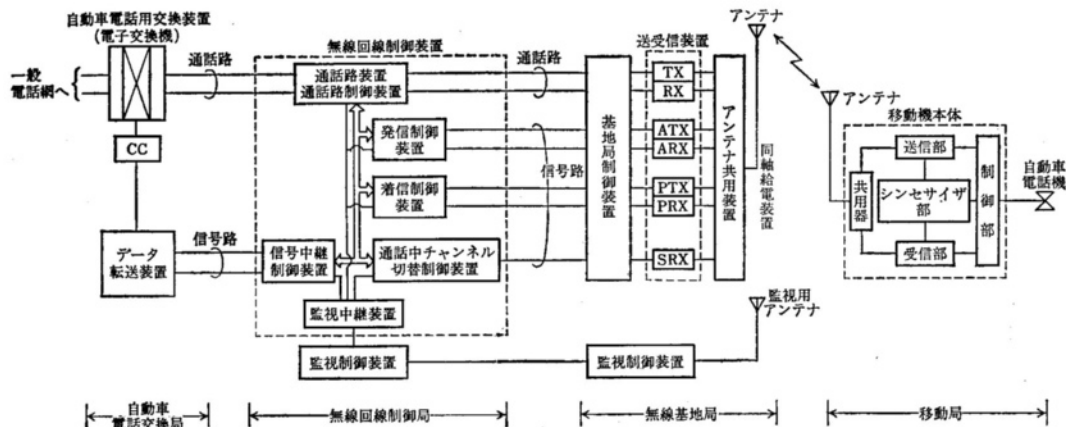 自動車電話用交換装置
(電子交換機)
一般
電話網へ
通話路
CC
データ
転送装置
信号路
無線回線制御装置
通話路装置
通話路制御装置
発信制御
装置
着信制御
装置
信号中継
制御装置
通話中チャンネル
切替制御装置
監視中継装置
監視制御装置
通話路
信号路
基地局制御装置
送受信装置
TX
RX
ATX
ARX
PTX
PRX
SRX
アンテナ共用装置
アンテナ
同軸給電装置
監視用
アンテナ
監視制御装置
アンテナ
移動機本体
共用器
送信部
シンセサイザ
部
受信部
制御部
自動車
電話機
自動車
電話交換局
無線回線制御局
無線基地局
移動局